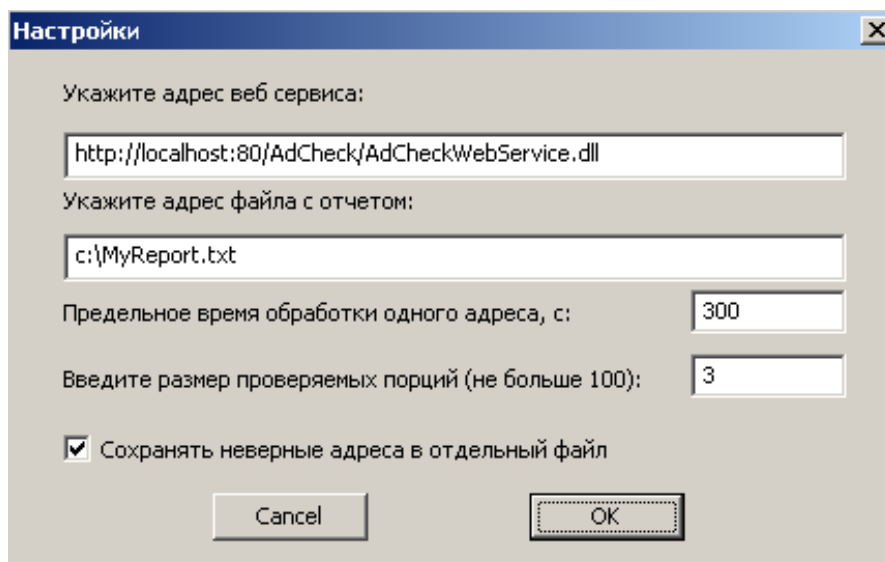 Настройки
Укажите адрес веб сервиса:
http://localhost:80/AdCheck/AdCheckWebService.dll
Укажите адрес файла с отчетом:
c:\MyReport.txt
Предельное время обработки одного адреса, с: 300
Введите размер проверяемых порций (не больше 100): 3
Сохранять неверные адреса в отдельный файл
Cancel OK